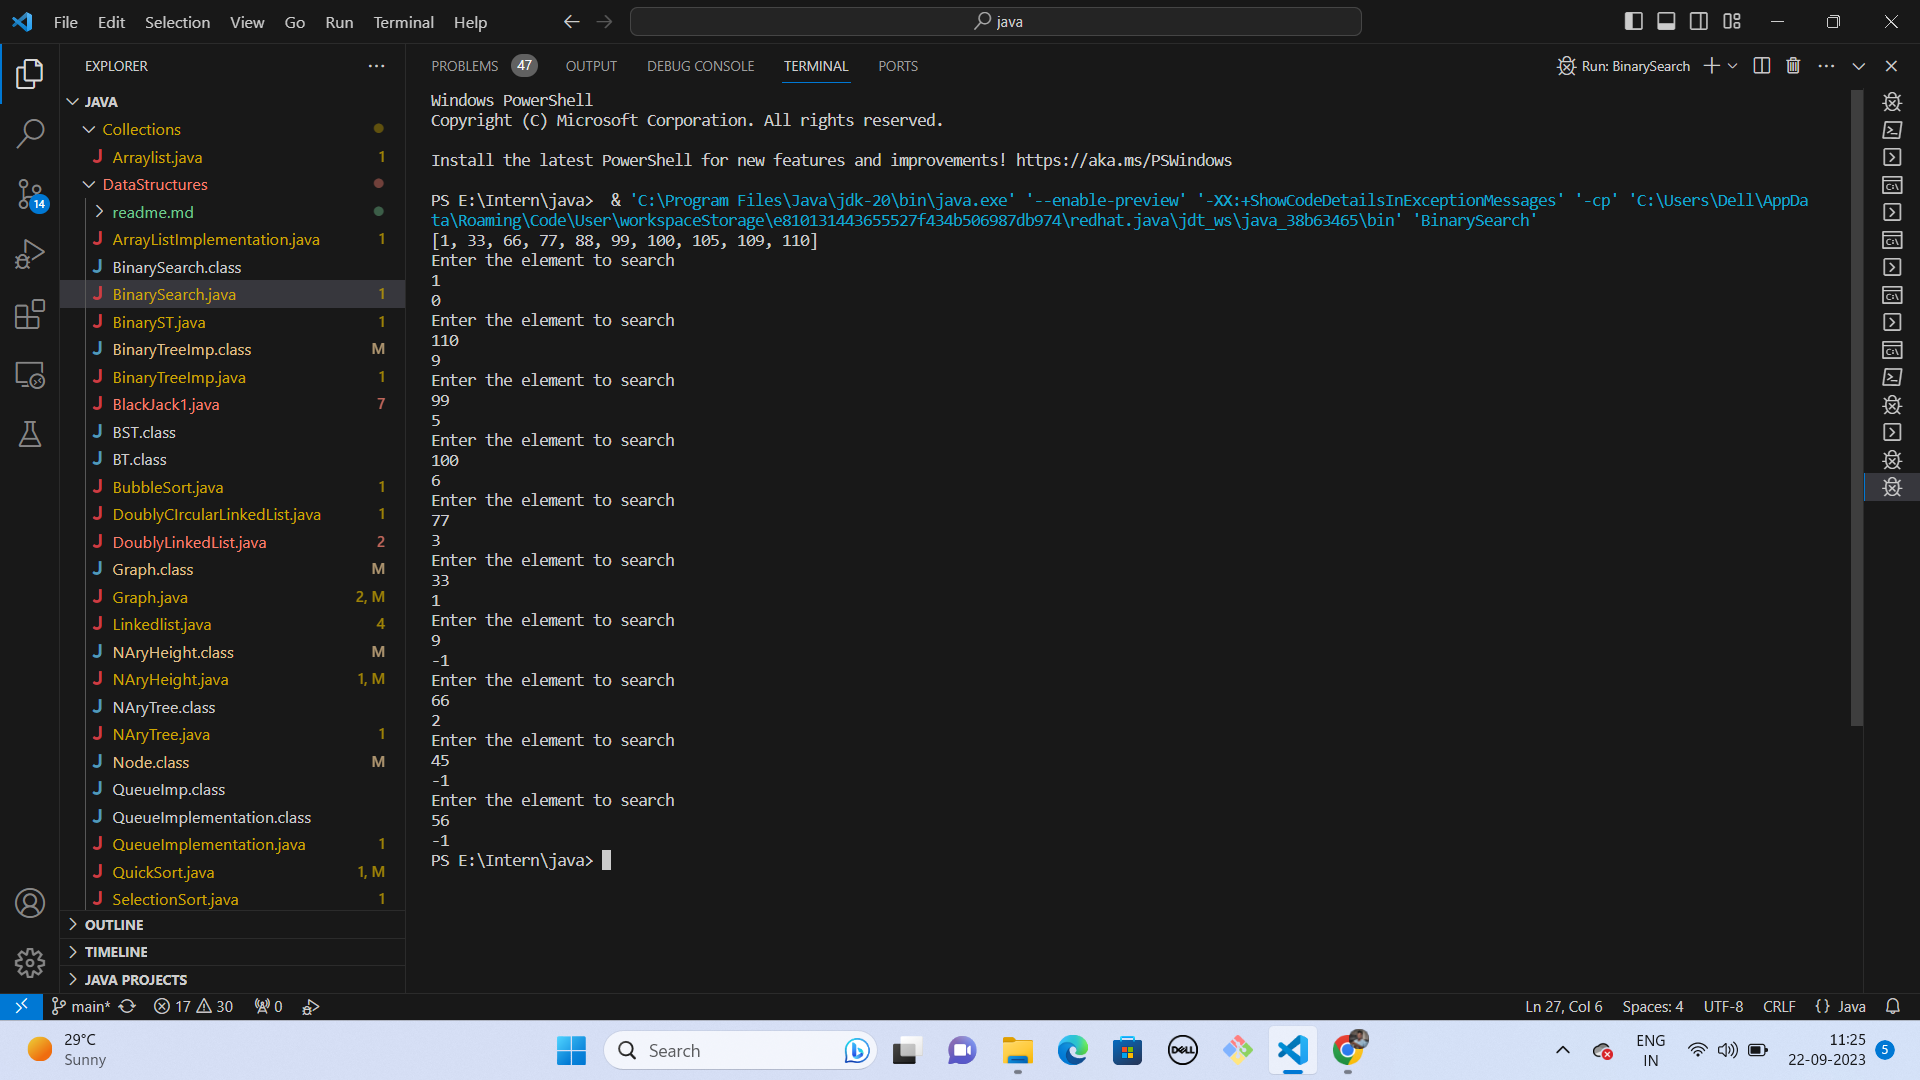 File Edit Selection View Go Run Terminal Help
java
EXPLORER
JAVA
Collections
Arraylist.java 1
DataStructures
readme.md
ArrayListImplementation.java 1
BinarySearch.class
BinarySearch.java 1
BinaryST.java 1
BinaryTreeImp.class M
BinaryTreeImp.java 1
BlackJack1.java 7
BST.class
BT.class
BubbleSort.java 1
DoublyCIrcularLinkedList.java 1
DoublyLinkedList.java 2
Graph.class M
Graph.java 2, M
Linkedlist.java 4
NAryHeight.class M
NAryHeight.java 1, M
NAryTree.class
NAryTree.java 1
Node.class M
QueueImp.class
QueueImplementation.class
QueueImplementation.java 1
QuickSort.java 1, M
SelectionSort.java 1
OUTLINE
TIMELINE
JAVA PROJECTS
14
PROBLEMS 47 OUTPUT DEBUG CONSOLE TERMINAL PORTS
Run: BinarySearch
Windows PowerShell
Copyright (C) Microsoft Corporation. All rights reserved.
Install the latest PowerShell for new features and improvements! https://aka.ms/PSWindows
PS E:\Intern\java>  & 'C:\Program Files\Java\jdk-20\bin\java.exe' '--enable-preview' '-XX:+ShowCodeDetailsInExceptionMessages' '-cp' 'C:\Users\Dell\AppDa
ta\Roaming\Code\User\workspaceStorage\e810131443655527f434b506987db974\redhat.java\jdt_ws\java_38b63465\bin' 'BinarySearch'
[1, 33, 66, 77, 88, 99, 100, 105, 109, 110]
Enter the element to search
1
0
Enter the element to search
110
9
Enter the element to search
99
5
Enter the element to search
100
6
Enter the element to search
77
3
Enter the element to search
33
1
Enter the element to search
9
-1
Enter the element to search
66
2
Enter the element to search
45
-1
Enter the element to search
56
-1
PS E:\Intern\java>
main* 17 30 0
Ln 27, Col 6 Spaces: 4 UTF-8 CRLF {} Java
29°C
Sunny
Search
DELL
ENG
IN
11:25
22-09-2023
5